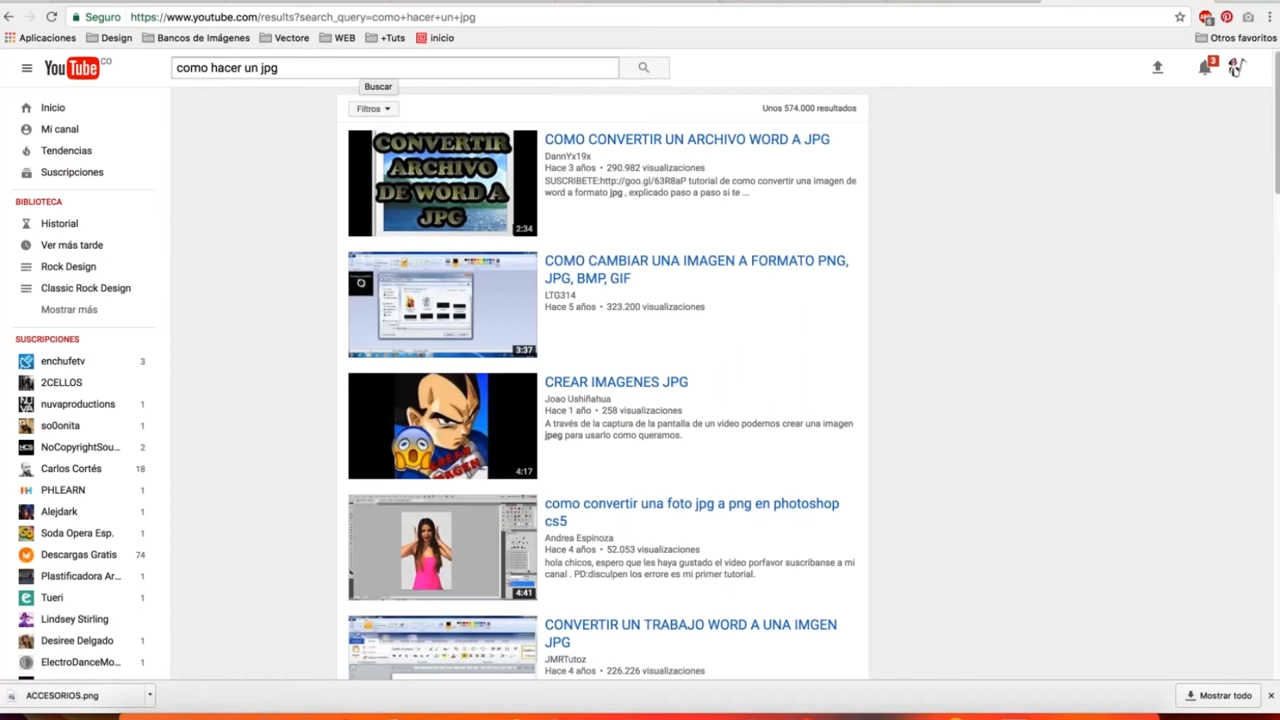 Seguro
https://www.youtube.com/results?search_query=como+hacer+un+jpg
6
Aplicaciones
Design
Bancos de Imágenes
Vectore
WEB
+Tuts
inicio
Otros favoritos
YouTube CO
como hacer un jpg
3
Buscar
Filtros
Unos 574.000 resultados
Inicio
Mi canal
Tendencias
Suscripciones
BIBLIOTECA
Historial
Ver más tarde
Rock Design
Classic Rock Design
Mostrar más
SUSCRIPCIONES
enchufetv 3
2CELLOS
nuvaproductions 1
so0onita 1
NoCopyrightSou... 2
Carlos Cortés 18
PHLEARN 1
Alejdark 1
Soda Opera Esp. 1
Descargas Gratis 74
Plastificadora Ar... 1
Tueri 1
Lindsey Stirling
Desiree Delgado 1
ElectroDanceMo... 1
CONVERTIR
ARCHIVO
DE WORD A
JPG
2:34
COMO CONVERTIR UN ARCHIVO WORD A JPG
DannYx19x
Hace 3 años • 290.982 visualizaciones
SUSCRIBETE:http://goo.gl/63R8aP tutorial de como convertir una imagen de
word a formato jpg , explicado paso a paso si te ...
3:37
COMO CAMBIAR UNA IMAGEN A FORMATO PNG,
JPG, BMP, GIF
LTG314
Hace 5 años • 323.200 visualizaciones
CREAR
IMAGEN
4:17
CREAR IMAGENES JPG
Joao Ushiñahua
Hace 1 año • 258 visualizaciones
A través de la captura de la pantalla de un video podemos crear una imagen
jpeg para usarlo como queramos.
4:41
como convertir una foto jpg a png en photoshop
cs5
Andrea Espinoza
Hace 4 años • 52.053 visualizaciones
hola chicos, espero que les haya gustado el video porfavor suscribanse a mi
canal . PD:disculpen los errore es mi primer tutorial.
CONVERTIR UN TRABAJO WORD A UNA IMGEN
JPG
JMRTutoz
Hace 4 años • 226.226 visualizaciones
ACCESORIOS.png
Mostrar todo